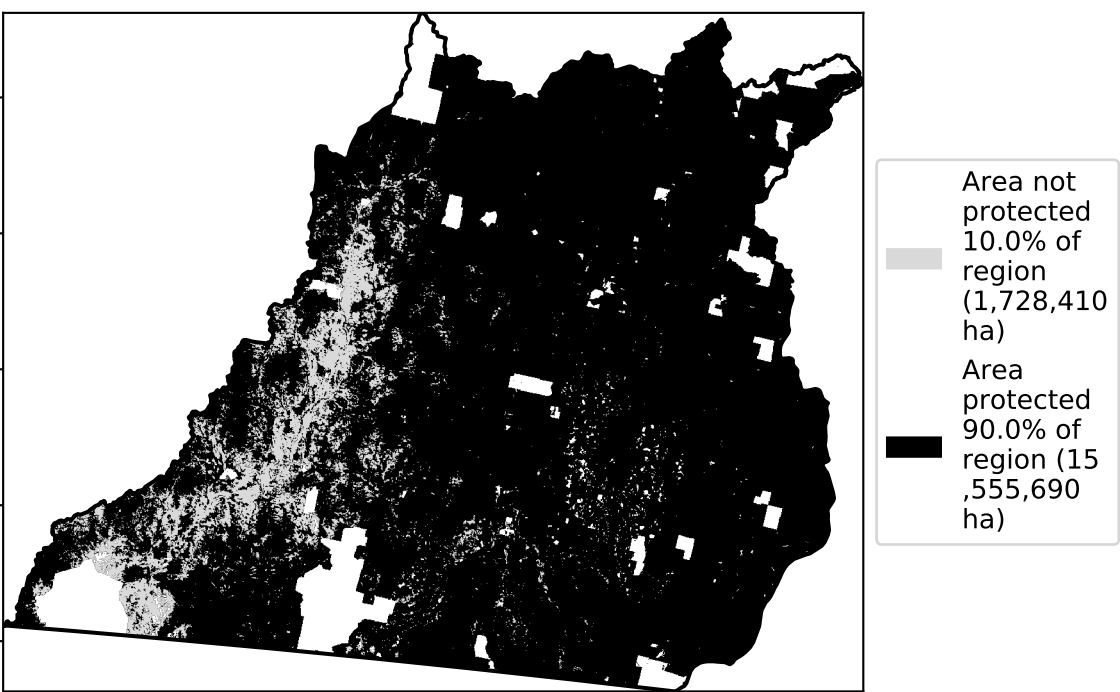 Area not
protected
10.0% of
region
(1,728,410
ha)
Area
protected
90.0% of
region (15
,555,690
ha)